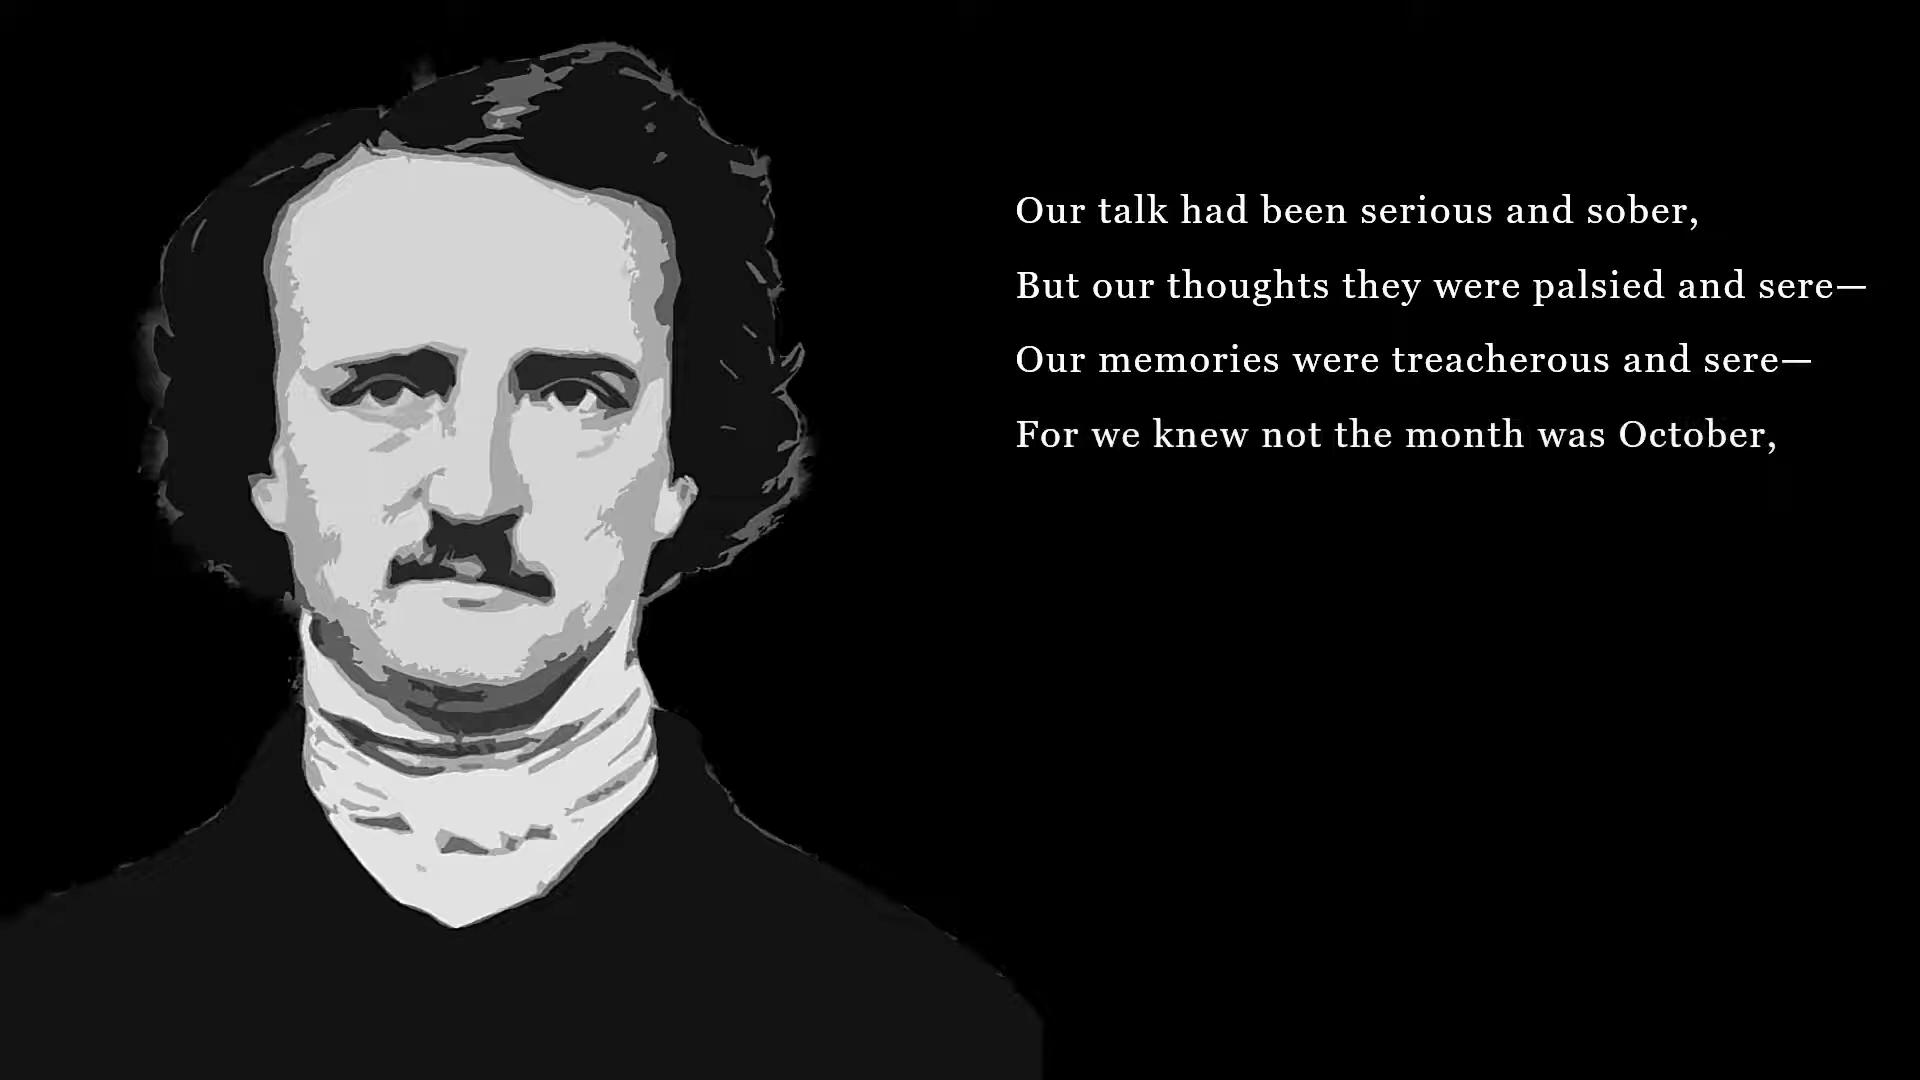 Our talk had been serious and sober,
But our thoughts they were palsied and sere—
Our memories were treacherous and sere—
For we knew not the month was October,